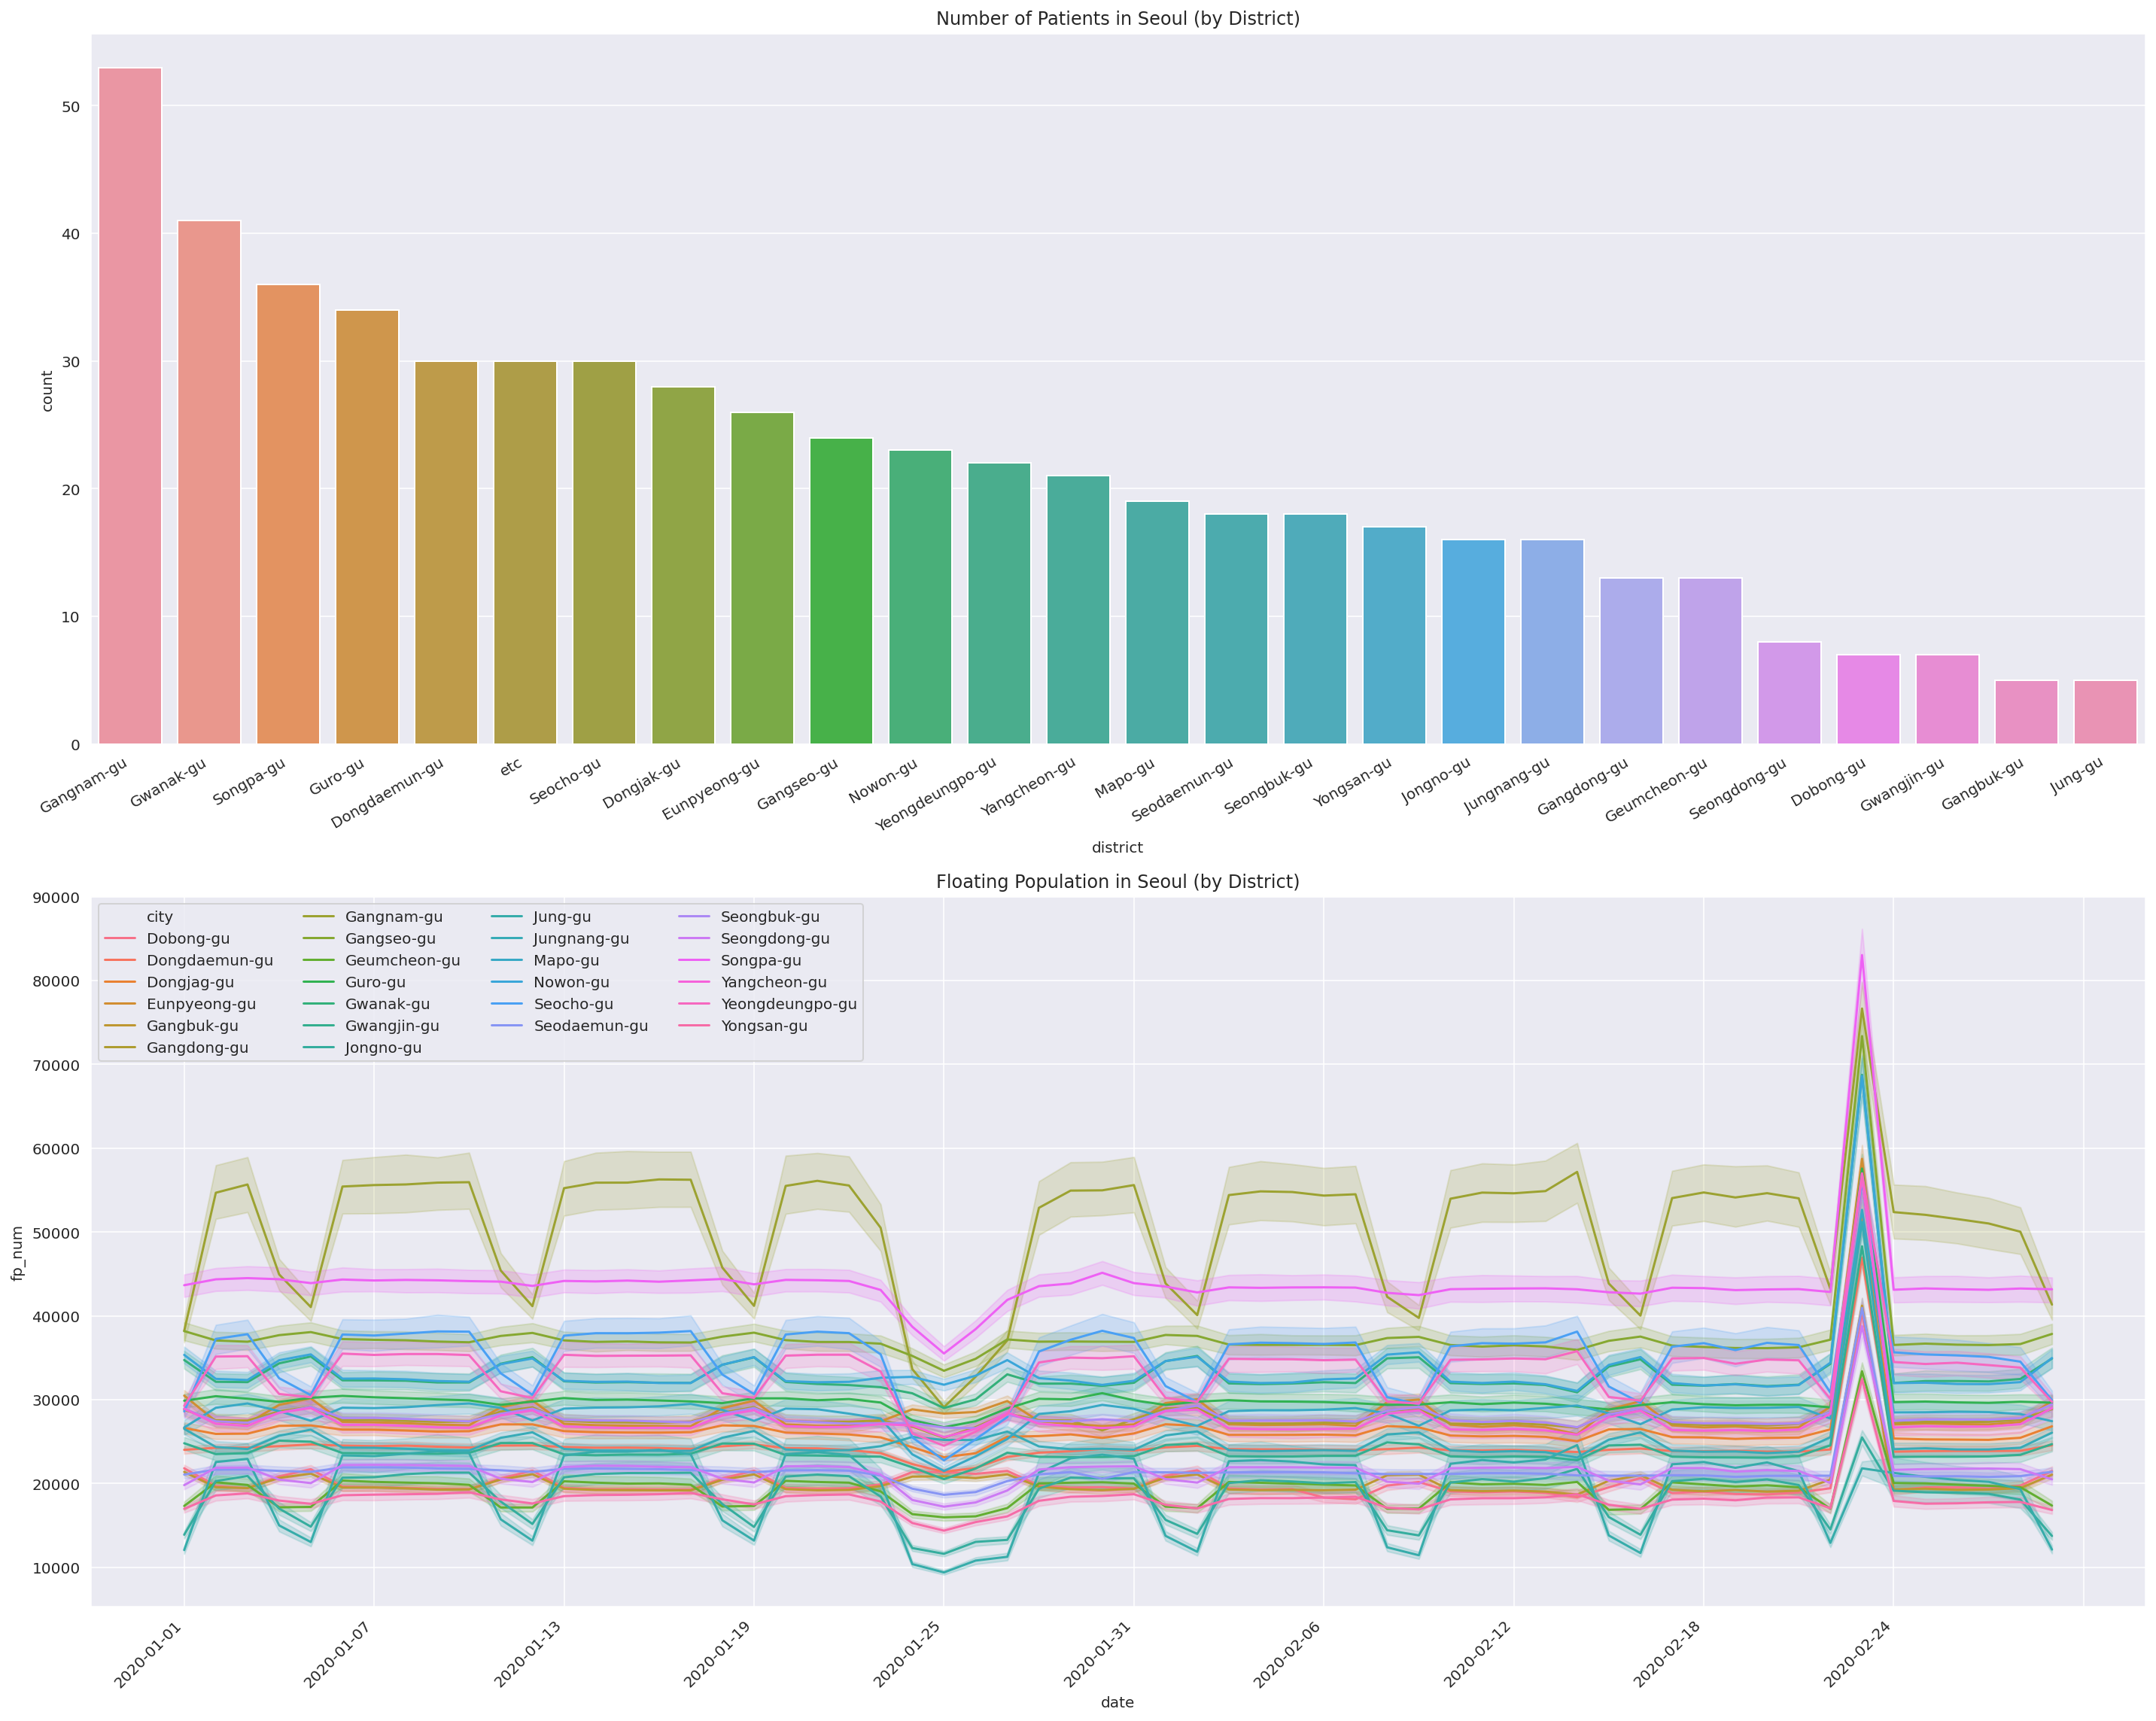 Number of Patients in Seoul (by District)
50
40
30
20
10
0
count
Gangnam-gu
Gwnak-gu
Songpa-gu
Guro-gu
Dongdaemun-gu
etc
Seocho-gu
Dongjak-gu
Eunpyeong-gu
Gangseo-gu
Nowon-gu
Yeongdeungpo-gu
Yangcheon-gu
Mapo-gu
Seodaemun-gu
Seongbuk-gu
Yongsan-gu
Jongno-gu
Jungnang-gu
Gangdong-gu
Geumcheon-gu
Seongdong-gu
Dobong-gu
Gwangjin-gu
Gangbuk-gu
Jung-gu
district
Floating Population in Seoul (by District)
90000
80000
70000
60000
50000
40000
30000
20000
10000
fp_num
city
Dobong-gu
Dongdaemun-gu
Dongjag-gu
Eunpyeong-gu
Gangbuk-gu
Gangdong-gu
Gangnam-gu
Gangseo-gu
Geumcheon-gu
Guro-gu
Gwanak-gu
Gwangjin-gu
Jongno-gu
Jung-gu
Jungnang-gu
Mapo-gu
Nowon-gu
Seocho-gu
Seodaemun-gu
Seongbuk-gu
Seongdong-gu
Songpa-gu
Yangcheon-gu
Yeongdeungpo-gu
Yongsan-gu
2020-01-01
2020-01-07
2020-01-13
2020-01-19
2020-01-25
2020-01-31
2020-02-06
2020-02-12
2020-02-18
2020-02-24
date